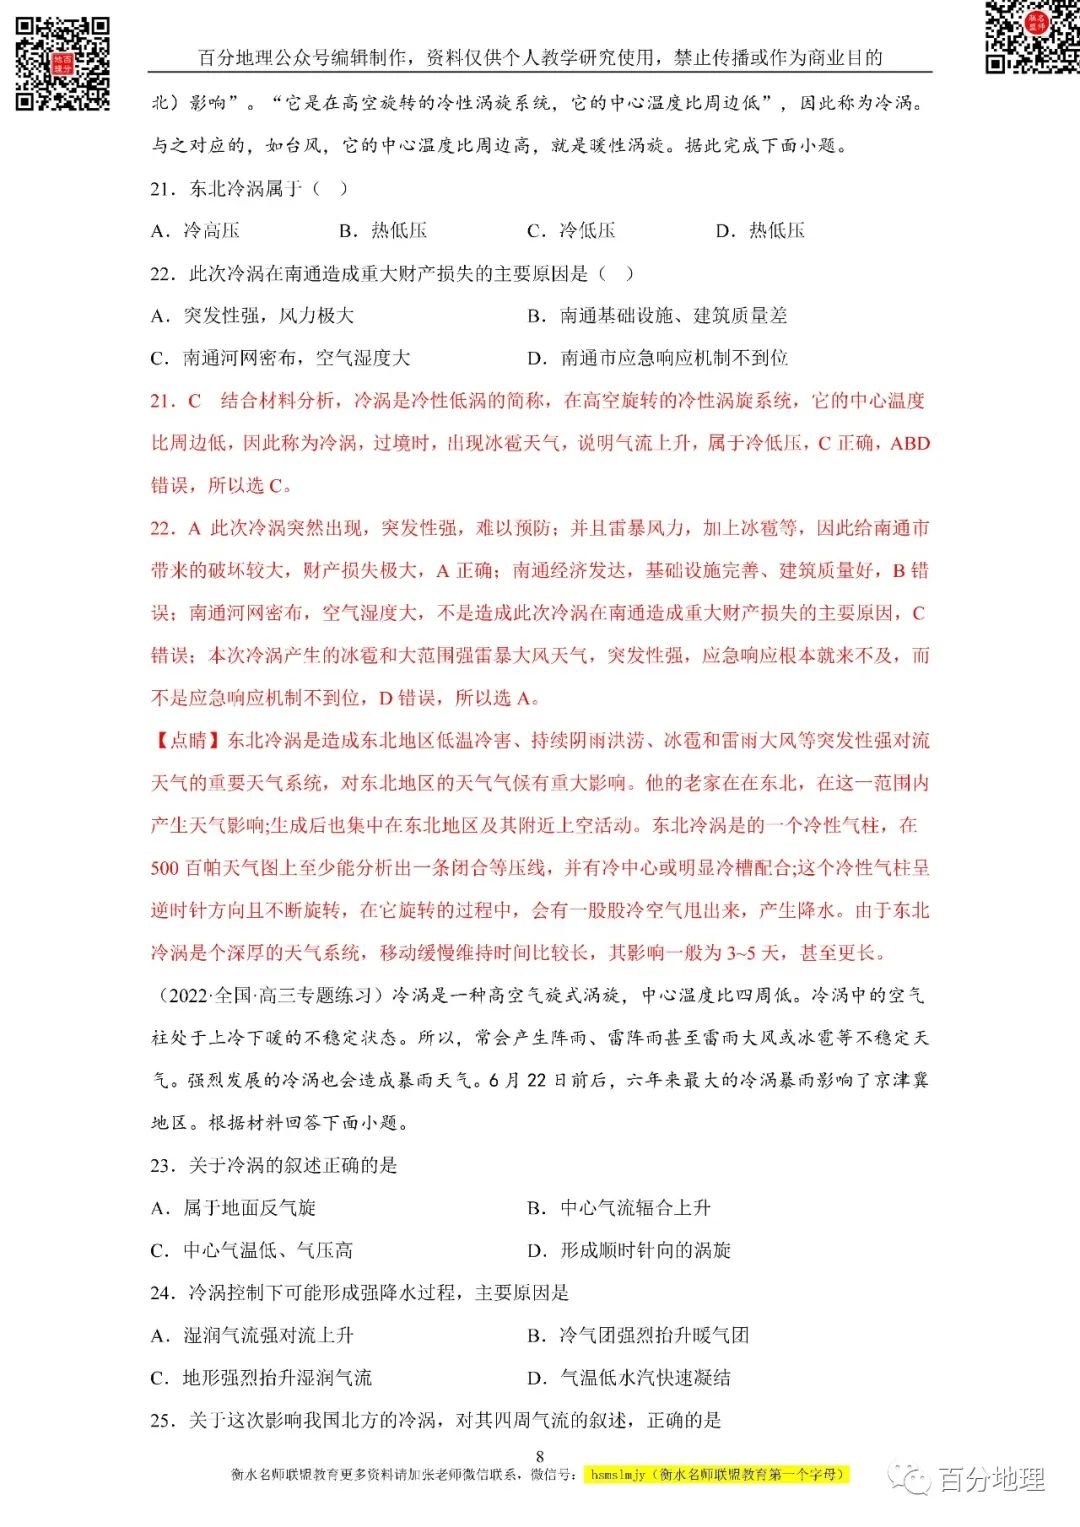 百分地理公众号编辑制作，资料仅供个人教学研究使用，禁止传播或作为商业目的
北）影响”。“它是在高空旋转的冷性涡旋系统，它的中心温度比周边低”，因此称为冷涡。
与之对应的，如台风，它的中心温度比周边高，就是暖性涡旋。据此完成下面小题。
21．东北冷涡属于（ ）
A．冷高压 B．热低压 C．冷低压 D．热低压
22．此次冷涡在南通造成重大财产损失的主要原因是（ ）
A．突发性强，风力极大 B．南通基础设施、建筑质量差
C．南通河网密布，空气湿度大 D．南通市应急响应机制不到位
21．C 结合材料分析，冷涡是冷性低涡的简称，在高空旋转的冷性涡旋系统，它的中心温度
比周边低，因此称为冷涡，过境时，出现冰雹天气，说明气流上升，属于冷低压，C 正确，ABD
错误，所以选 C。
22．A 此次冷涡突然出现，突发性强，难以预防；并且雷暴风力，加上冰雹等，因此给南通市
带来的破坏较大，财产损失极大，A 正确；南通经济发达，基础设施完善、建筑质量好，B 错
误；南通河网密布，空气湿度大，不是造成此次冷涡在南通造成重大财产损失的主要原因，C
错误；本次冷涡产生的冰雹和大范围强雷暴大风天气，突发性强，应急响应根本就来不及，而
不是应急响应机制不到位，D 错误，所以选 A。
【点睛】东北冷涡是造成东北地区低温冷害、持续阴雨洪涝、冰雹和雷雨大风等突发性强对流
天气的重要天气系统，对东北地区的天气气候有重大影响。他的老家在在东北，在这一范围内
产生天气影响;生成后也集中在东北地区及其附近上空活动。东北冷涡是的一个冷性气柱，在
500 百帕天气图上至少能分析出一条闭合等压线，并有冷中心或明显冷槽配合;这个冷性气柱呈
逆时针方向且不断旋转，在它旋转的过程中，会有一股股冷空气甩出来，产生降水。由于东北
冷涡是个深厚的天气系统，移动缓慢维持时间比较长，其影响一般为 3~5 天，甚至更长。
（2022·全国·高三专题练习）冷涡是一种高空气旋式涡旋，中心温度比四周低。冷涡中的空气
柱处于上冷下暖的不稳定状态。所以，常会产生阵雨、雷阵雨甚至雷雨大风或冰雹等不稳定天
气。强烈发展的冷涡也会造成暴雨天气。6 月 22 日前后，六年来最大的冷涡暴雨影响了京津冀
地区。根据材料回答下面小题。
23．关于冷涡的叙述正确的是
A．属于地面反气旋 B．中心气流辐合上升
C．中心气温低、气压高 D．形成顺时针向的涡旋
24．冷涡控制下可能形成强降水过程，主要原因是
A．湿润气流强对流上升 B．冷气团强烈抬升暖气团
C．地形强烈抬升湿润气流 D．气温低水汽快速凝结
25．关于这次影响我国北方的冷涡，对其四周气流的叙述，正确的是
8
衡水名师联盟教育更多资料请加张老师微信联系，微信号：hsmslmjy（衡水名师联盟教育第一个字母）
百分地理